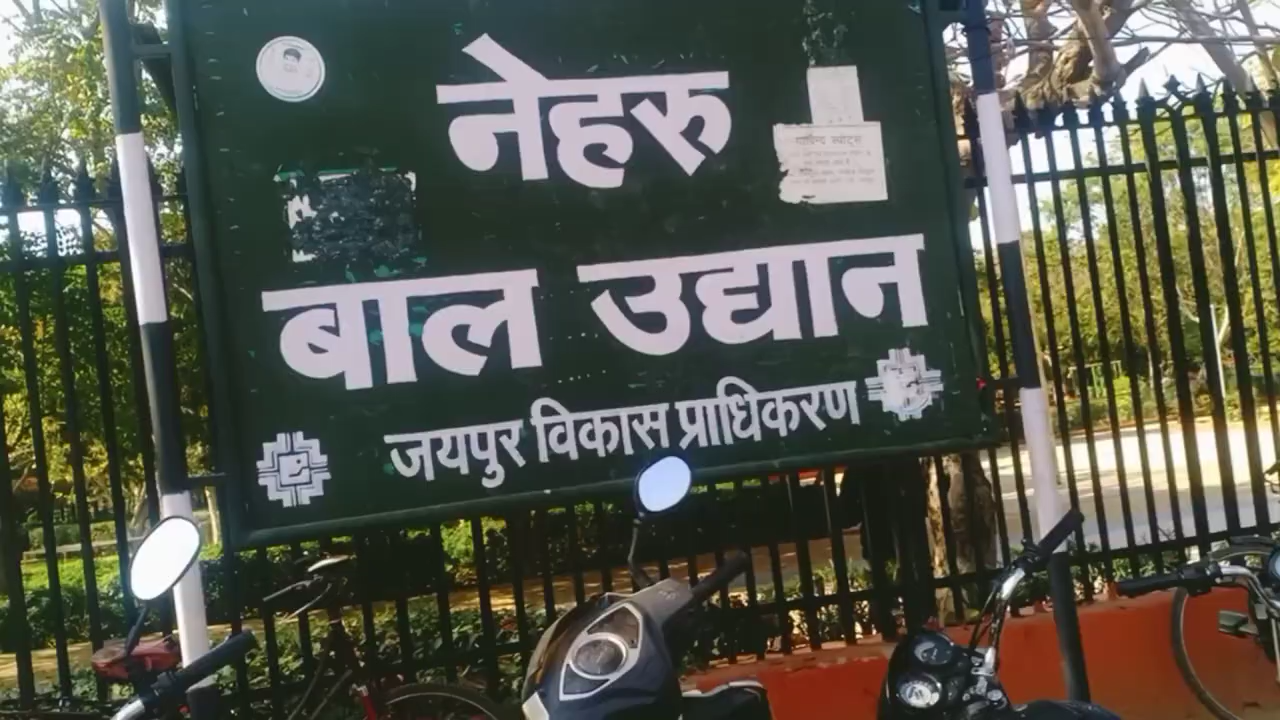 नेहरु
बाल उद्यान
जयपुर विकास प्राधिकरण